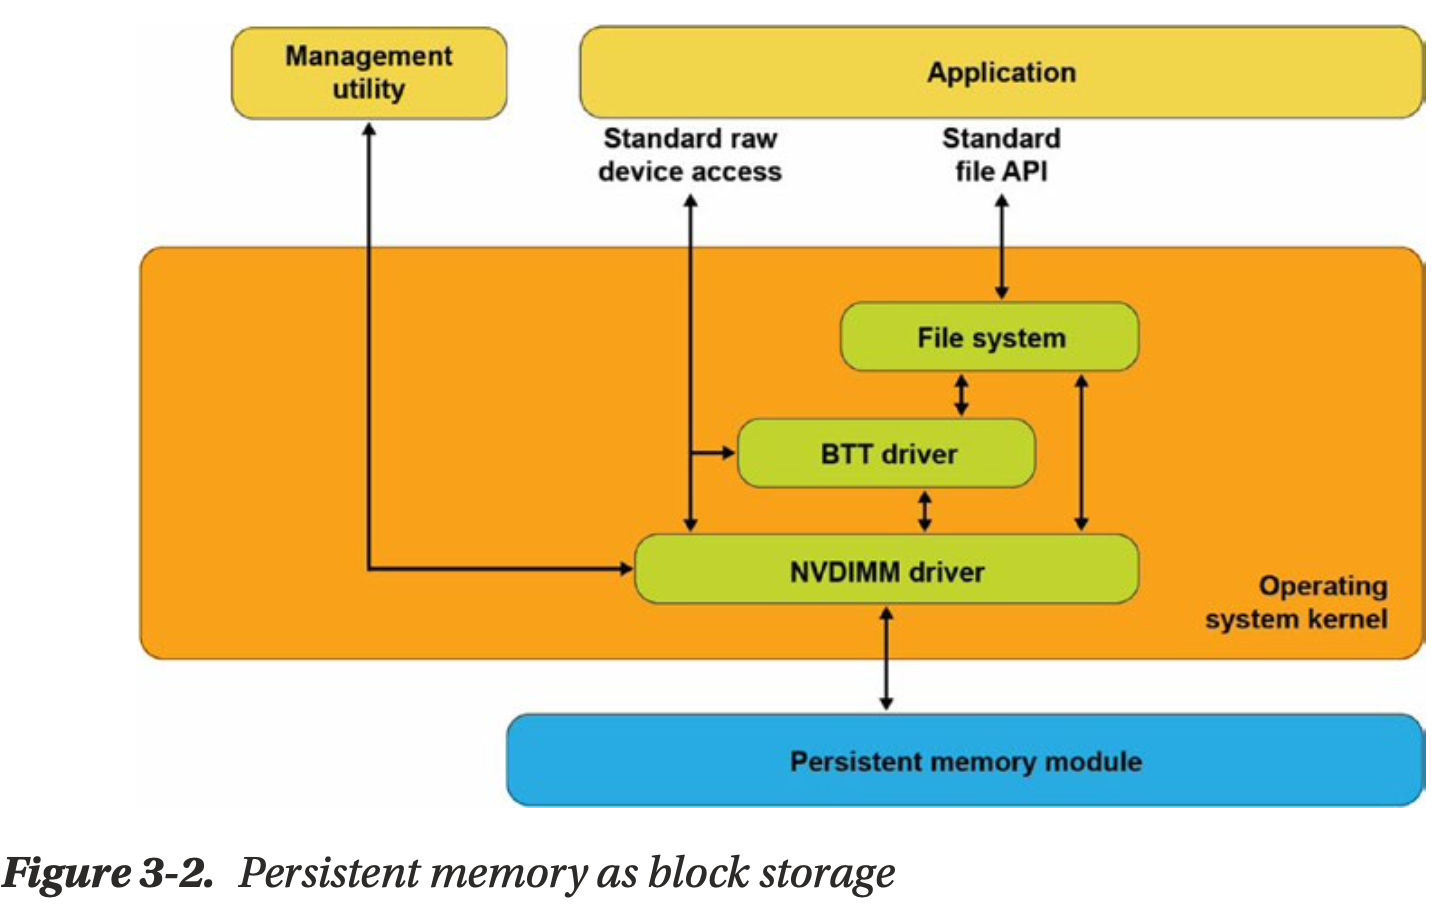 Management
utility
Application
Standard raw
device access
Standard
file API
File system
BTT driver
NVDIMM driver
Operating
system kernel
Persistent memory module
Figure 3-2. Persistent memory as block storage